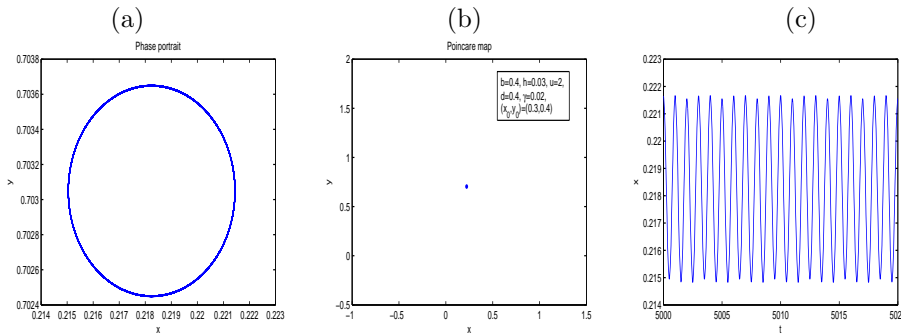 (a)
Phase portrait
0.7038
0.7036
0.7034
0.7032
0.703
0.7028
0.7026
0.7024
0.214 0.215 0.216 0.217 0.218 0.219 0.22 0.221 0.222 0.223
x
y
(b)
Poincare map
b=0.4, h=0.03, u=2,
d=0.4, γ=0.02,
(x0,y0)=(0.3,0.4)
2
1.5
1
0.5
0
-0.5
-1 -0.5 0 0.5 1 1.5
x
y
(c)
0.223
0.222
0.221
0.22
0.219
0.218
0.217
0.216
0.215
0.214
5000 5005 5010 5015 502
t
x